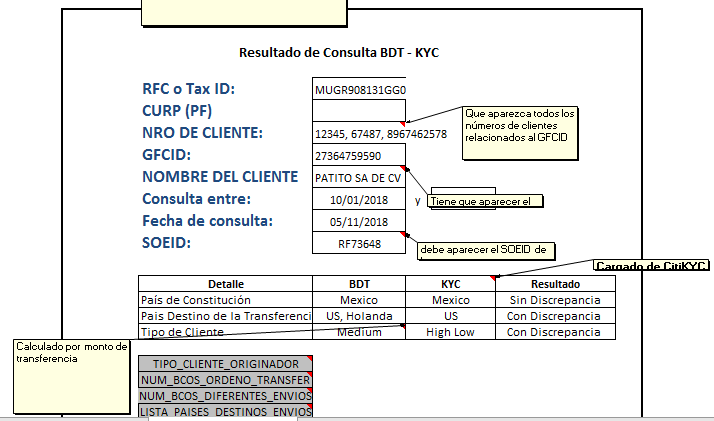 Resultado de Consulta BDT - KYC
RFC o Tax ID: MUGR908131GG0
CURP (PF)
NRO DE CLIENTE: 12345, 67487, 8967462578
Que aparezca todos los
números de clientes
relacionados al GFCID
GFCID: 27364759590
NOMBRE DEL CLIENTE PATITO SA DE CV
Consulta entre: 10/01/2018 y
Tiene que aparecer el
Fecha de consulta: 05/11/2018
SOEID: RF73648
debe aparecer el SOEID de
Cargado de CitiKYC
Detalle BDT KYC Resultado
País de Constitución Mexico Mexico Sin Discrepancia
Pais Destino de la Transferenci US, Holanda US Con Discrepancia
Tipo de Cliente Medium High Low Con Discrepancia
Calculado por monto de
transferencia
TIPO_CLIENTE_ORIGINADOR
NUM_BCOS_ORDENO_TRANSFER
NUM_BCOS_DIFERENTES_ENVIOS
LISTA_PAISES_DESTINOS_ENVIOS